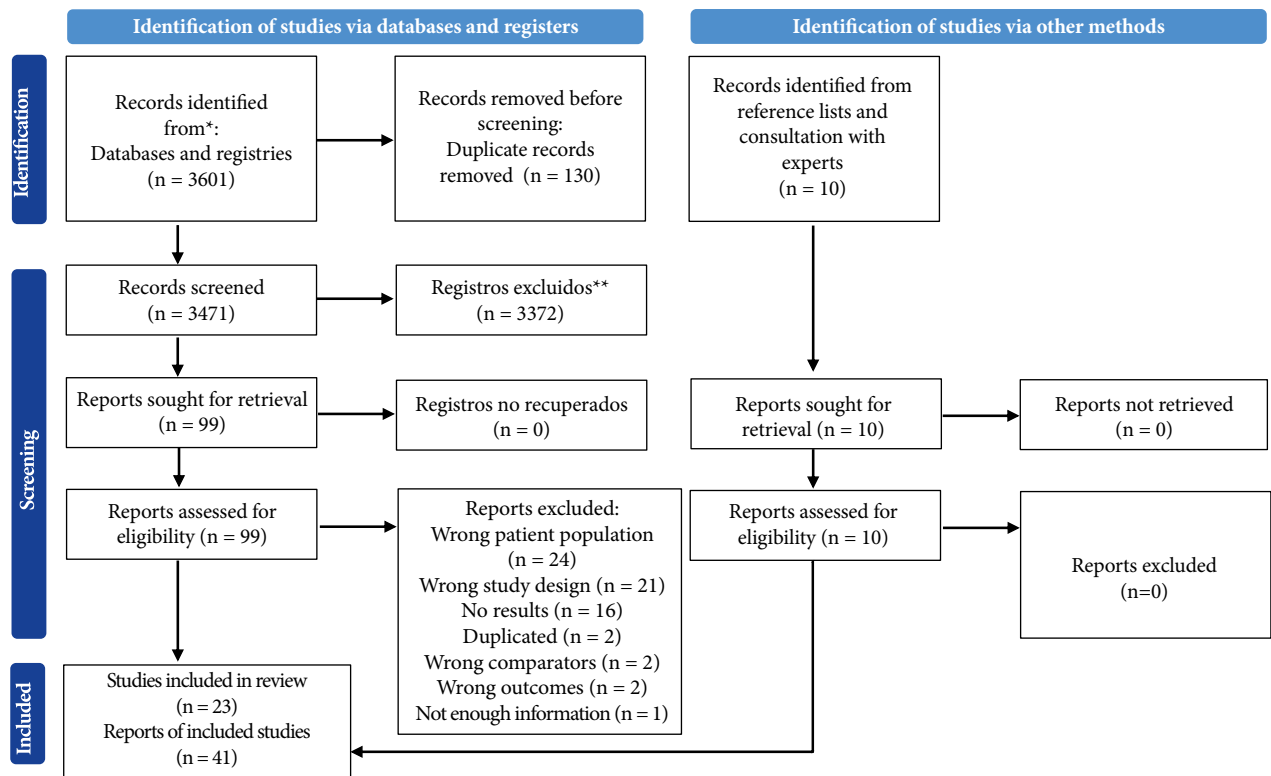 Identification of studies via databases and registers
Identification of studies via other methods
Identification
Records identified
from*:
Databases and registries
(n = 3601)
Records removed before
screening:
Duplicate records
removed (n = 130)
Records identified from
reference lists and
consultation with
experts
(n = 10)
Screening
Records screened
(n = 3471)
Registros excluidos**
(n = 3372)
Reports sought for retrieval
(n = 99)
Registros no recuperados
(n = 0)
Reports sought for
retrieval (n = 10)
Reports not retrieved
(n = 0)
Reports assessed for
eligibility (n = 99)
Reports excluded:
Wrong patient population
(n = 24)
Wrong study design (n = 21)
No results (n = 16)
Duplicated (n = 2)
Wrong comparators (n = 2)
Wrong outcomes (n = 2)
Not enough information (n = 1)
Reports assessed for
eligibility (n = 10)
Reports excluded
(n=0)
Included
Studies included in review
(n = 23)
Reports of included studies
(n = 41)